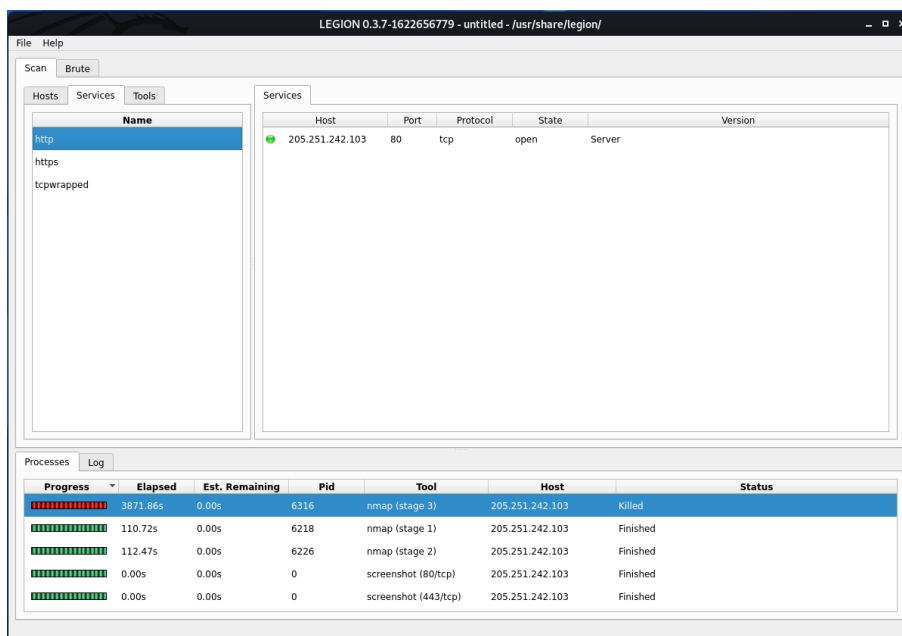 LEGION 0.3.7-1622656779 - untitled - /usr/share/legion/
File Help
Scan Brute
Hosts Services Tools Services
Name Host Port Protocol State Version
http 205.251.242.103 80 tcp open Server
https
tcpwrapped
Processes Log
Progress Elapsed Est. Remaining Pid Tool Host Status
3871.86s 0.00s 6316 nmap (stage 3) 205.251.242.103 Killed
110.72s 0.00s 6218 nmap (stage 1) 205.251.242.103 Finished
112.47s 0.00s 6226 nmap (stage 2) 205.251.242.103 Finished
0.00s 0.00s 0 screenshot (80/tcp) 205.251.242.103 Finished
0.00s 0.00s 0 screenshot (443/tcp) 205.251.242.103 Finished